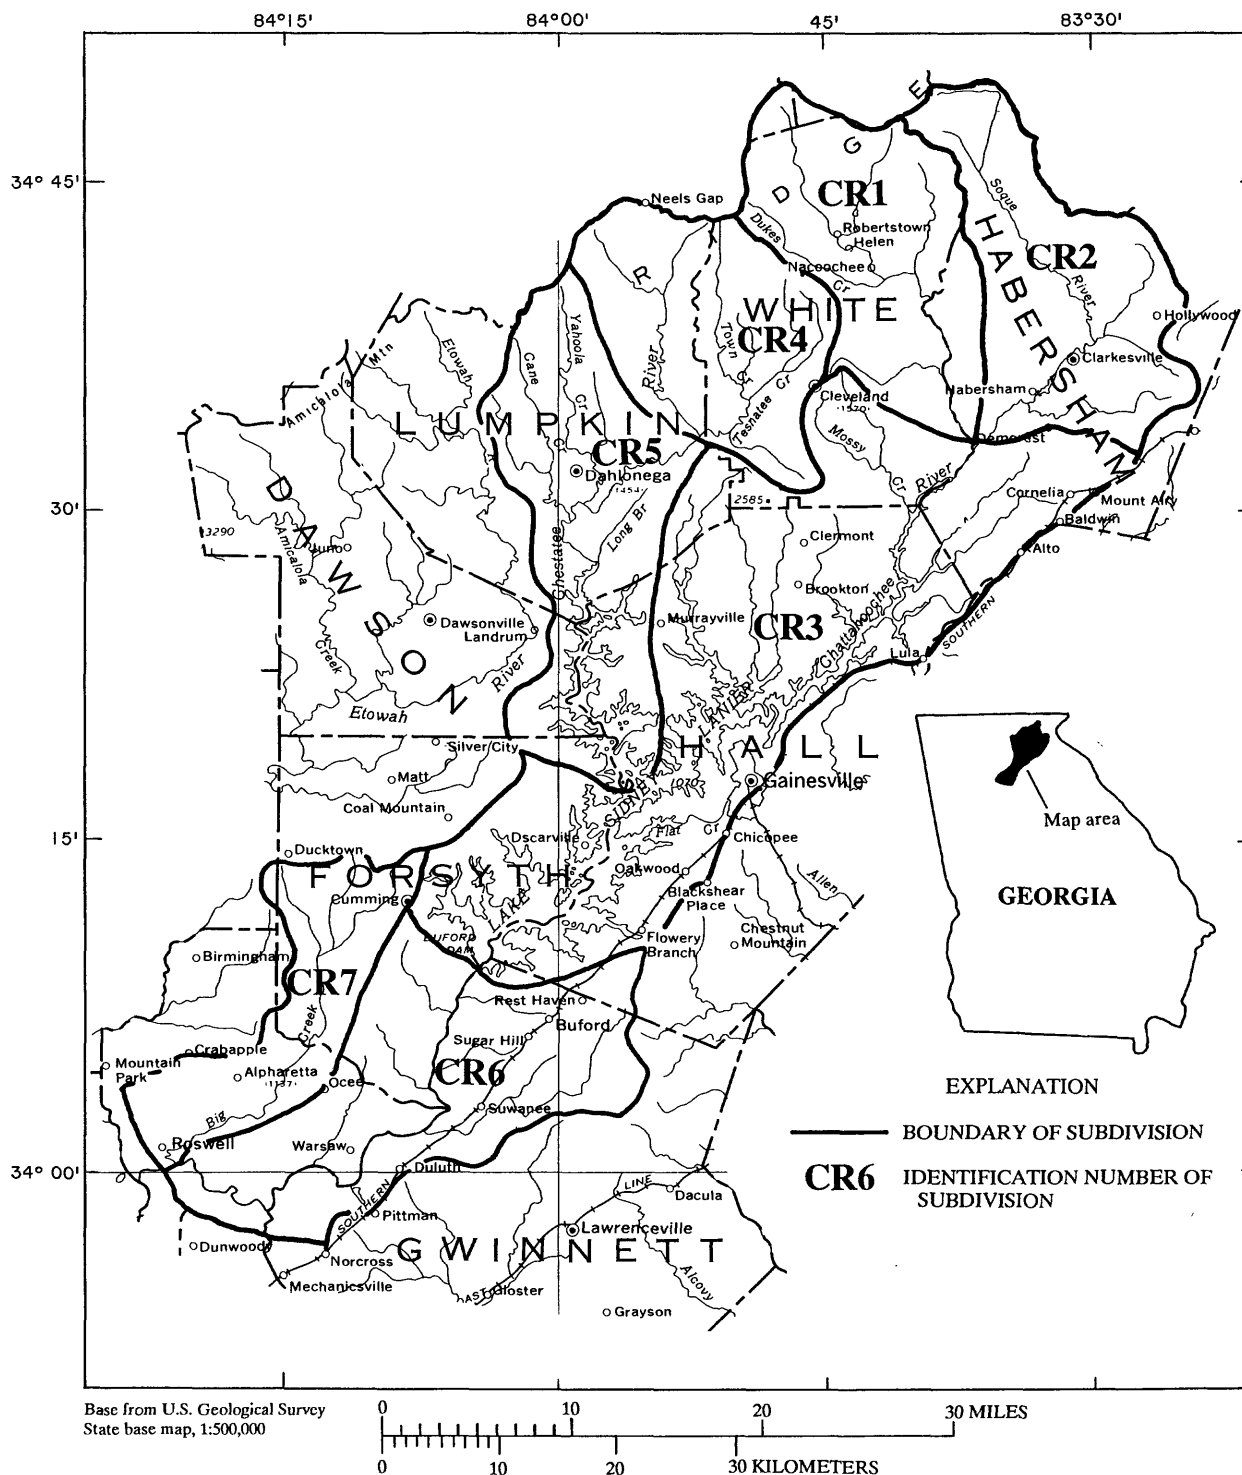 84°15' 84°00' 45' 83°30'
E
G
34° 45'
D
CR1
Soque
Neels Gap
Dukes
Robertstown
Helen
HABERSHAM
CR2
R
Nacoochee
Cr
River
WHITE
Hollywood
Yahoola
Cr
Amicalola Mtn
Etowah
Cane
River
Town
Cr
CR4
Clarkesville
Tesnatee Cr
Habersham
Cleveland
(1570)
LUMPKIN
Mossy
Cr
Demorest
CR5
Dahlonega
(1454)
River
Cornelia
Mount Airy
DAWSON
30'
2585
3290
Long Br
Baldwin
Clermont
Alto
Juno
Amicalola
Creek
Chestatee
Brookton
Chattahoochee
SOUTHERN
Dawsonville
Landrum
Murrayville
CR3
Lula
River
Etowah
LAKE SIDNEY LANIER
Silver City
HALL
Matt
1070
Gainesville
Coal Mountain
Map area
15'
Oscarville
Flat Cr
Chicopee
Ducktown
FORSYTH
Oakwood
Allen
Blackshear
Place
GEORGIA
Cumming
BUFORD
DAM
Flowery
Branch
Chestnut
Mountain
Birmingham
CR7
Rest Haven
Creek
Buford
Sugar Hill
Crabapple
Mountain
Park
Alpharetta
(1137)
Ocee
CR6
EXPLANATION
Suwanee
Big
Roswell
Warsaw
BOUNDARY OF SUBDIVISION
34° 00'
Duluth
CR6 IDENTIFICATION NUMBER OF
SUBDIVISION
LINE
Dacula
SOUTHERN
Pittman
Lawrenceville
Dunwoody
Norcross
GWINNETT
Mechanicsville
Gloster
Alcovy
Grayson
Base from U.S. Geological Survey
State base map, 1:500,000
0 10 20 30 MILES
0 10 20 30 KILOMETERS